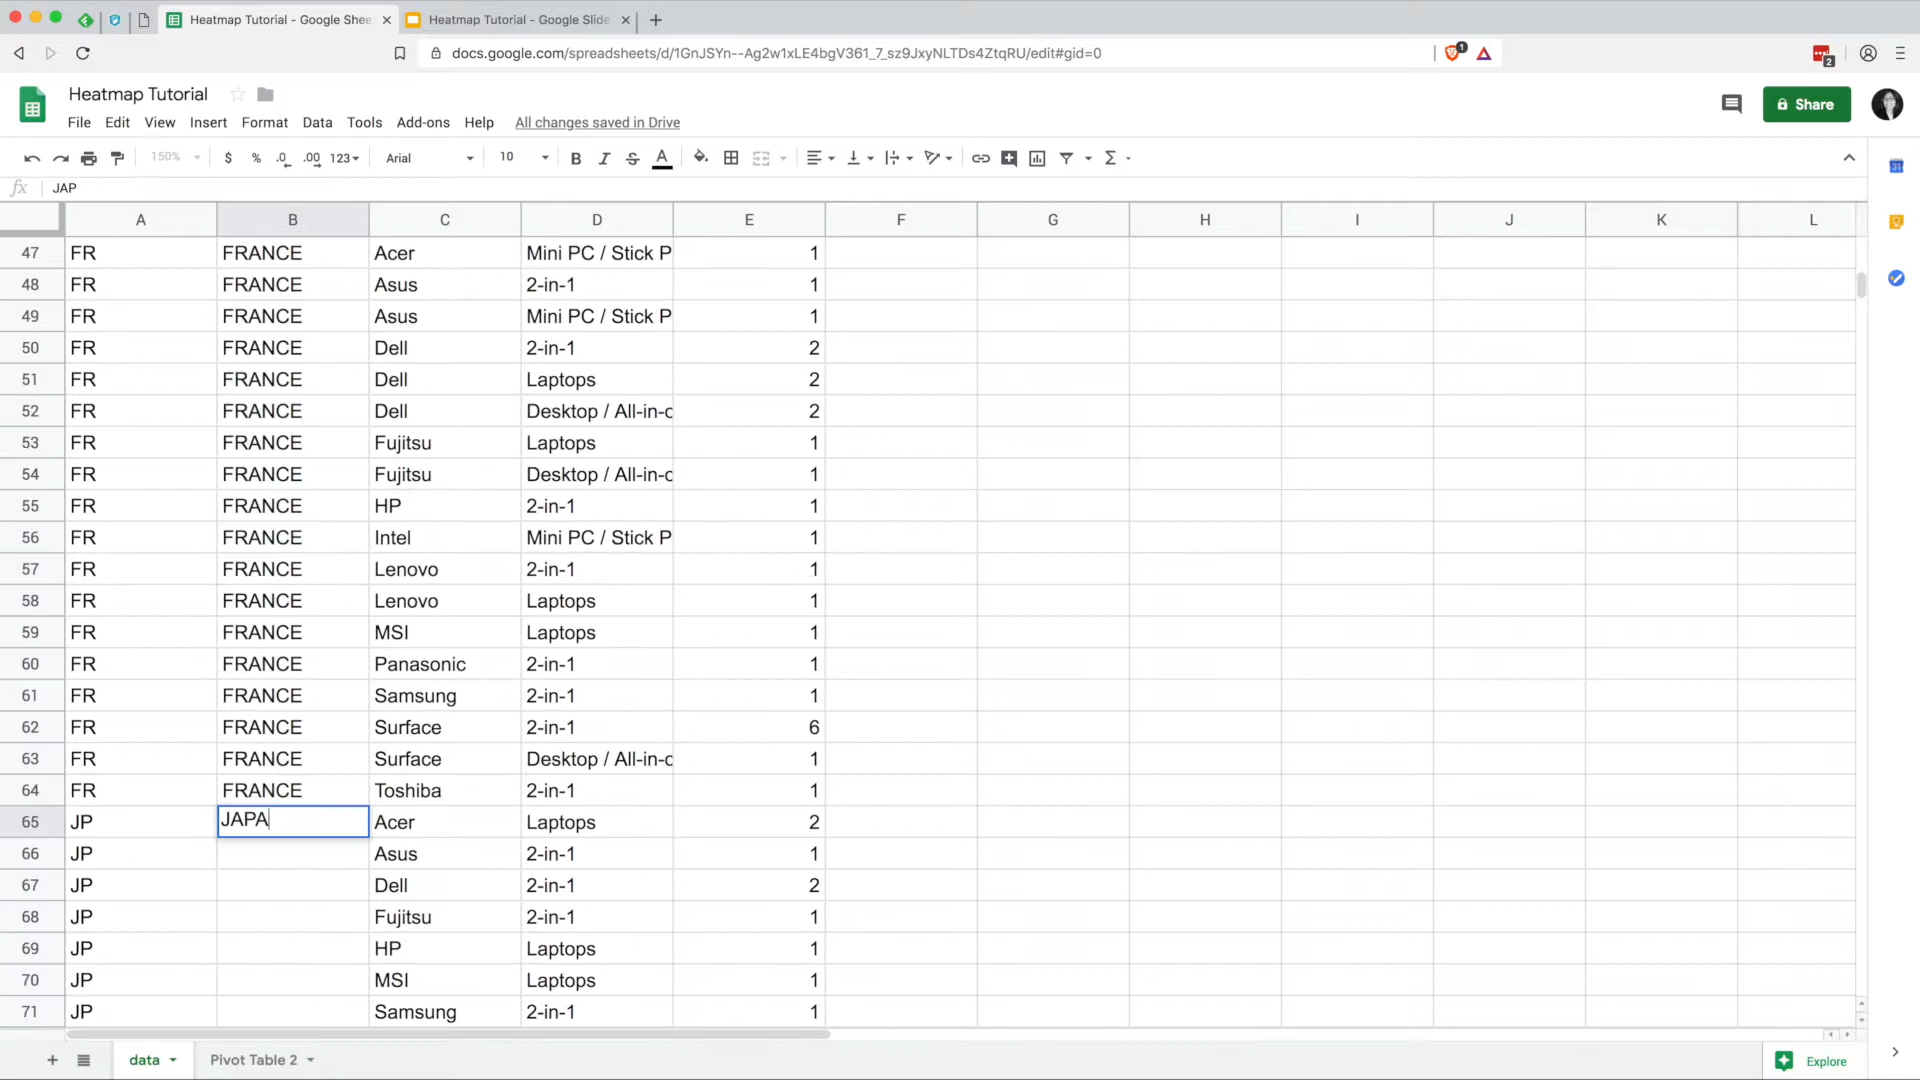 Heatmap Tutorial - Google Shee
Heatmap Tutorial - Google Slide
docs.google.com/spreadsheets/d/1GnJSYn--Ag2w1xLE4bgV361_7_sz9JxyNLTDs4ZtqRU/edit#gid=0
1
2
Heatmap Tutorial
File Edit View Insert Format Data Tools Add-ons Help All changes saved in Drive
Share
150% $ % .0 .00 123 Arial 10 B I S A Σ
31
fx JAP
A B C D E F G H I J K L
47 FR FRANCE Acer Mini PC / Stick P 1
48 FR FRANCE Asus 2-in-1 1
49 FR FRANCE Asus Mini PC / Stick P 1
50 FR FRANCE Dell 2-in-1 2
51 FR FRANCE Dell Laptops 2
52 FR FRANCE Dell Desktop / All-in-o 2
53 FR FRANCE Fujitsu Laptops 1
54 FR FRANCE Fujitsu Desktop / All-in-o 1
55 FR FRANCE HP 2-in-1 1
56 FR FRANCE Intel Mini PC / Stick P 1
57 FR FRANCE Lenovo 2-in-1 1
58 FR FRANCE Lenovo Laptops 1
59 FR FRANCE MSI Laptops 1
60 FR FRANCE Panasonic 2-in-1 1
61 FR FRANCE Samsung 2-in-1 1
62 FR FRANCE Surface 2-in-1 6
63 FR FRANCE Surface Desktop / All-in-o 1
64 FR FRANCE Toshiba 2-in-1 1
65 JP JAPA Acer Laptops 2
66 JP Asus 2-in-1 1
67 JP Dell 2-in-1 2
68 JP Fujitsu 2-in-1 1
69 JP HP Laptops 1
70 JP MSI Laptops 1
71 JP Samsung 2-in-1 1
data Pivot Table 2 Explore